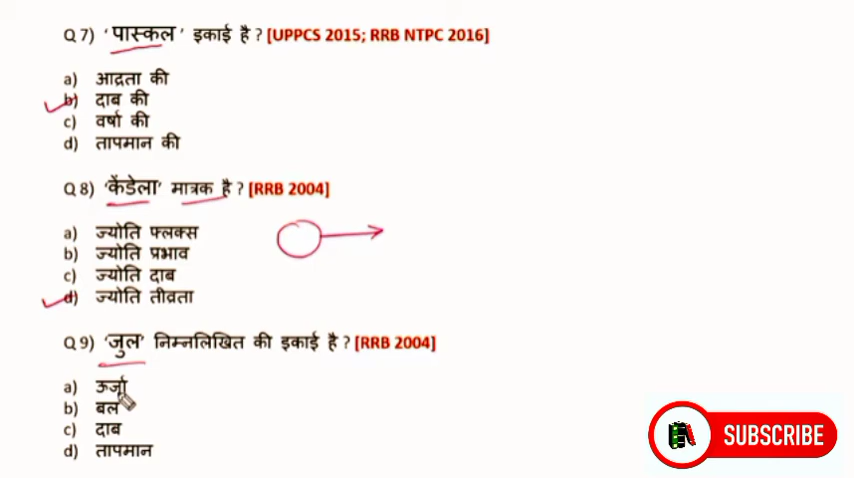 Q 7) ‘ पास्कल ’ इकाई है ? [UPPCS 2015; RRB NTPC 2016]
a) आद्रता की
b) दाब की
c) वर्षा की
d) तापमान की
Q 8) ‘केंडेला’ मात्रक है ? [RRB 2004]
a) ज्योति फ्लक्स
b) ज्योति प्रभाव
c) ज्योति दाब
d) ज्योति तीव्रता
Q 9) ‘जुल’ निम्नलिखित की इकाई है ? [RRB 2004]
a) ऊर्जा
b) बल
c) दाब
d) तापमान
SUBSCRIBE